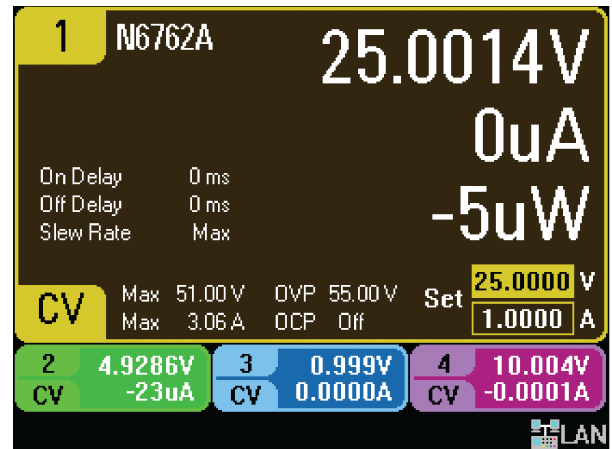 1 N6762A 25.0014V
0uA
On Delay 0 ms
Off Delay 0 ms -5uW
Slew Rate Max
CV Max 51.00 V OVP 55.00 V Set 25.0000 V
Max 3.06 A OCP Off 1.0000 A
2 4.9286V 3 0.999V 4 10.004V
CV -23uA CV 0.0000A CV -0.0001A
LAN